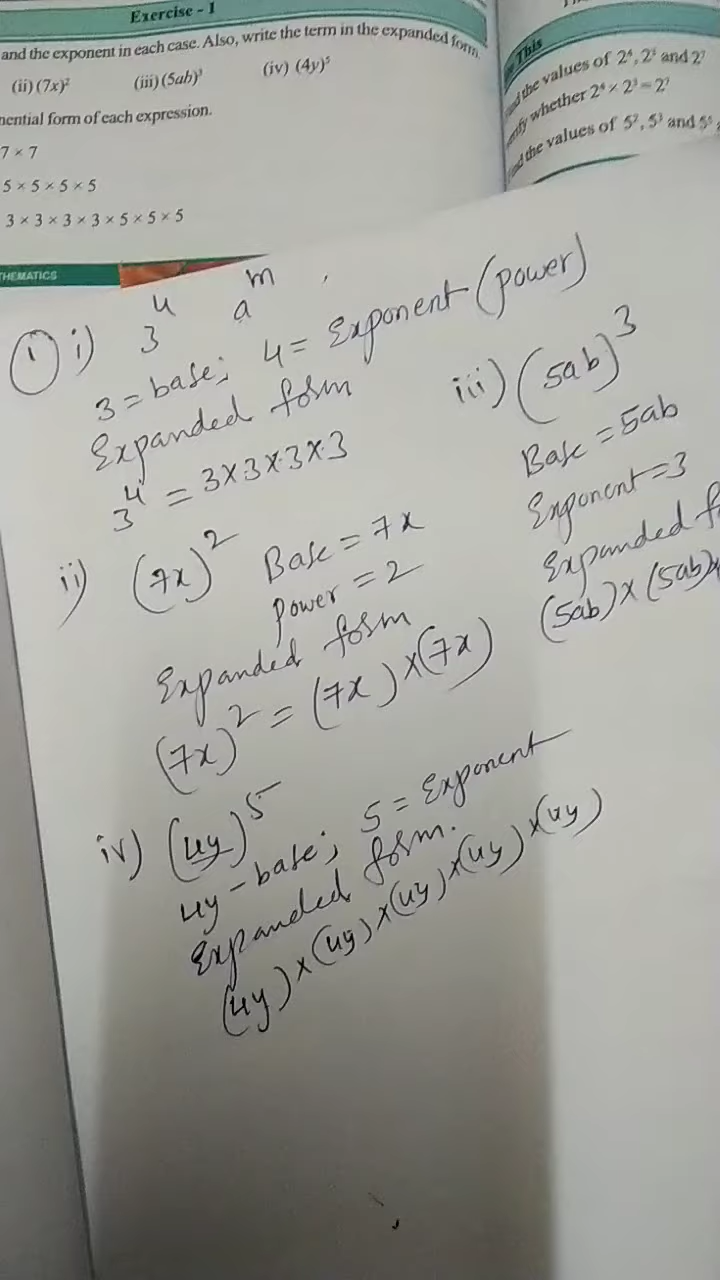 Exercise - 1
and the exponent in each case. Also, write the term in the expanded form.
(ii) (7x)² (iii) (5ab)³ (iv) (4y)⁵
nential form of each expression.
7 × 7
5 × 5 × 5 × 5
3 × 3 × 3 × 3 × 5 × 5 × 5
THEMATICS
This
the values of 2⁴, 2³ and 2⁷
whether 2⁴ × 2³ = 2⁷
the values of 5², 5³ and 5⁵
1 i) 3⁴ aᵐ
3 = base; 4 = Exponent (power)
Expanded form
3⁴ = 3×3×3×3
ii) (7x)² Base = 7x
power = 2
Expanded form
(7x)² = (7x)×(7x)
iii) (5ab)³
Base = 5ab
Exponent = 3
Expanded
(5ab)×(5ab)×
iv) (4y)⁵
4y - base; 5 = Exponent
Expanded form.
(4y)×(4y)×(4y)×(4y)×(4y)